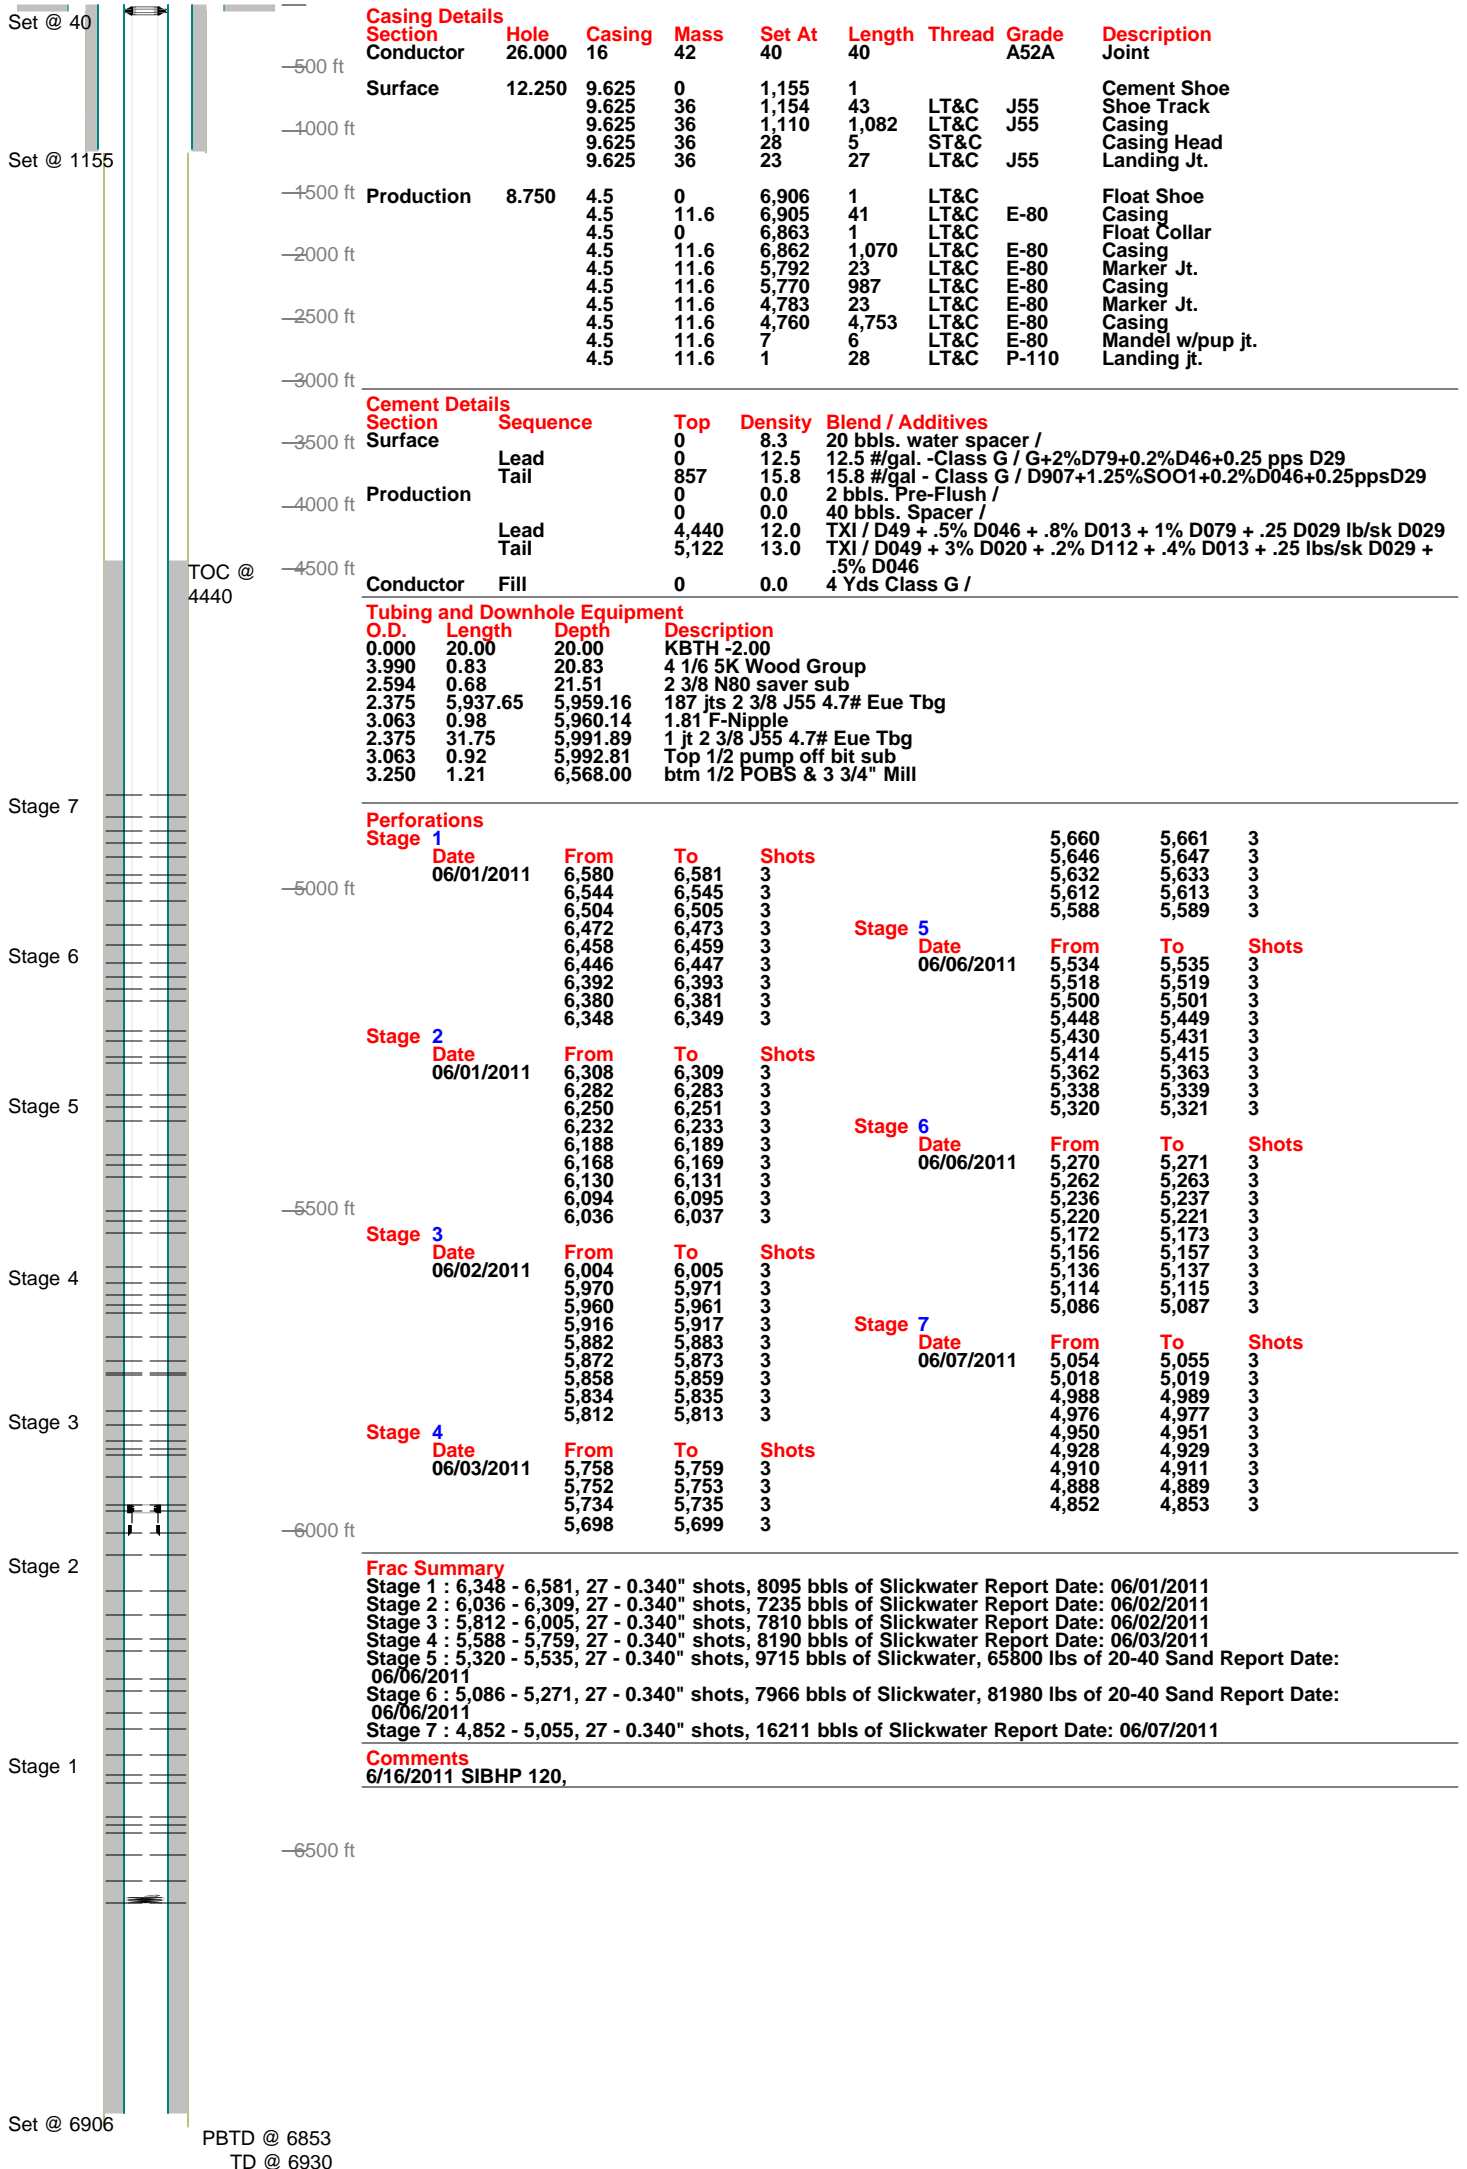 Set @ 40
Set @ 1155
TOC @
4440
Stage 7
Stage 6
Stage 5
Stage 4
Stage 3
Stage 2
Stage 1
Set @ 6906
PBTD @ 6853
TD @ 6930
500 ft
1000 ft
1500 ft
2000 ft
2500 ft
3000 ft
3500 ft
4000 ft
4500 ft
5000 ft
5500 ft
6000 ft
6500 ft
Casing Details
Section Hole Casing Mass Set At Length Thread Grade Description
Conductor 26.000 16 42 40 40 A52A Joint
Surface 12.250 9.625 0 1,155 1 Cement Shoe
9.625 36 1,154 43 LT&C J55 Shoe Track
9.625 36 1,110 1,082 LT&C J55 Casing
9.625 36 28 5 ST&C Casing Head
9.625 36 23 27 LT&C J55 Landing Jt.
Production 8.750 4.5 0 6,906 1 LT&C Float Shoe
4.5 11.6 6,905 41 LT&C E-80 Casing
4.5 0 6,863 1 LT&C Float Collar
4.5 11.6 6,862 1,070 LT&C E-80 Casing
4.5 11.6 5,792 23 LT&C E-80 Marker Jt.
4.5 11.6 5,770 987 LT&C E-80 Casing
4.5 11.6 4,783 23 LT&C E-80 Marker Jt.
4.5 11.6 4,760 4,753 LT&C E-80 Casing
4.5 11.6 7 6 LT&C E-80 Mandel w/pup jt.
4.5 11.6 1 28 LT&C P-110 Landing jt.
Cement Details
Section Sequence Top Density Blend / Additives
Surface 0 8.3 20 bbls. water spacer /
Lead 0 12.5 12.5 #/gal. -Class G / G+2%D79+0.2%D46+0.25 pps D29
Tail 857 15.8 15.8 #/gal - Class G / D907+1.25%SOO1+0.2%D046+0.25ppsD29
Production 0 0.0 2 bbls. Pre-Flush /
0 0.0 40 bbls. Spacer /
Lead 4,440 12.0 TXI / D49 + .5% D046 + .8% D013 + 1% D079 + .25 D029 lb/sk D029
Tail 5,122 13.0 TXI / D049 + 3% D020 + .2% D112 + .4% D013 + .25 lbs/sk D029 +
.5% D046
Conductor Fill 0 0.0 4 Yds Class G /
Tubing and Downhole Equipment
O.D. Length Depth Description
0.000 20.00 20.00 KBTH -2.00
3.990 0.83 20.83 4 1/6 5K Wood Group
2.594 0.68 21.51 2 3/8 N80 saver sub
2.375 5,937.65 5,959.16 187 jts 2 3/8 J55 4.7# Eue Tbg
3.063 0.98 5,960.14 1.81 F-Nipple
2.375 31.75 5,991.89 1 jt 2 3/8 J55 4.7# Eue Tbg
3.063 0.92 5,992.81 Top 1/2 pump off bit sub
3.250 1.21 6,568.00 btm 1/2 POBS & 3 3/4" Mill
Perforations
Stage 1
Date From To Shots
06/01/2011 6,580 6,581 3
6,544 6,545 3
6,504 6,505 3
6,472 6,473 3
6,458 6,459 3
6,446 6,447 3
6,392 6,393 3
6,380 6,381 3
6,348 6,349 3
Stage 2
Date From To Shots
06/01/2011 6,308 6,309 3
6,282 6,283 3
6,250 6,251 3
6,232 6,233 3
6,188 6,189 3
6,168 6,169 3
6,130 6,131 3
6,094 6,095 3
6,036 6,037 3
Stage 3
Date From To Shots
06/02/2011 6,004 6,005 3
5,970 5,971 3
5,960 5,961 3
5,916 5,917 3
5,882 5,883 3
5,872 5,873 3
5,858 5,859 3
5,834 5,835 3
5,812 5,813 3
Stage 4
Date From To Shots
06/03/2011 5,758 5,759 3
5,752 5,753 3
5,734 5,735 3
5,698 5,699 3
5,660 5,661 3
5,646 5,647 3
5,632 5,633 3
5,612 5,613 3
5,588 5,589 3
Stage 5
Date From To Shots
06/06/2011 5,534 5,535 3
5,518 5,519 3
5,500 5,501 3
5,448 5,449 3
5,430 5,431 3
5,414 5,415 3
5,362 5,363 3
5,338 5,339 3
5,320 5,321 3
Stage 6
Date From To Shots
06/06/2011 5,270 5,271 3
5,262 5,263 3
5,236 5,237 3
5,220 5,221 3
5,172 5,173 3
5,156 5,157 3
5,136 5,137 3
5,114 5,115 3
5,086 5,087 3
Stage 7
Date From To Shots
06/07/2011 5,054 5,055 3
5,018 5,019 3
4,988 4,989 3
4,976 4,977 3
4,950 4,951 3
4,928 4,929 3
4,910 4,911 3
4,888 4,889 3
4,852 4,853 3
Frac Summary
Stage 1 : 6,348 - 6,581, 27 - 0.340" shots, 8095 bbls of Slickwater Report Date: 06/01/2011
Stage 2 : 6,036 - 6,309, 27 - 0.340" shots, 7235 bbls of Slickwater Report Date: 06/02/2011
Stage 3 : 5,812 - 6,005, 27 - 0.340" shots, 7810 bbls of Slickwater Report Date: 06/02/2011
Stage 4 : 5,588 - 5,759, 27 - 0.340" shots, 8190 bbls of Slickwater Report Date: 06/03/2011
Stage 5 : 5,320 - 5,535, 27 - 0.340" shots, 9715 bbls of Slickwater, 65800 lbs of 20-40 Sand Report Date:
06/06/2011
Stage 6 : 5,086 - 5,271, 27 - 0.340" shots, 7966 bbls of Slickwater, 81980 lbs of 20-40 Sand Report Date:
06/06/2011
Stage 7 : 4,852 - 5,055, 27 - 0.340" shots, 16211 bbls of Slickwater Report Date: 06/07/2011
Comments
6/16/2011 SIBHP 120,